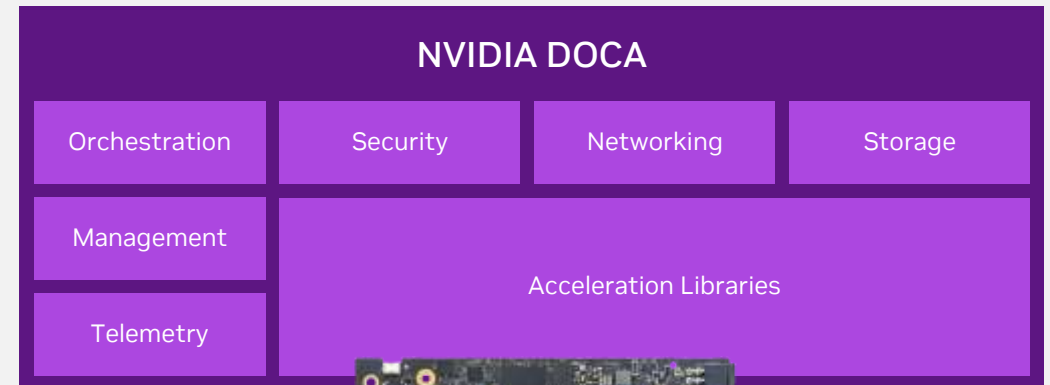 NVIDIA DOCA
Orchestration
Security
Networking
Storage
Management
Acceleration Libraries
Telemetry